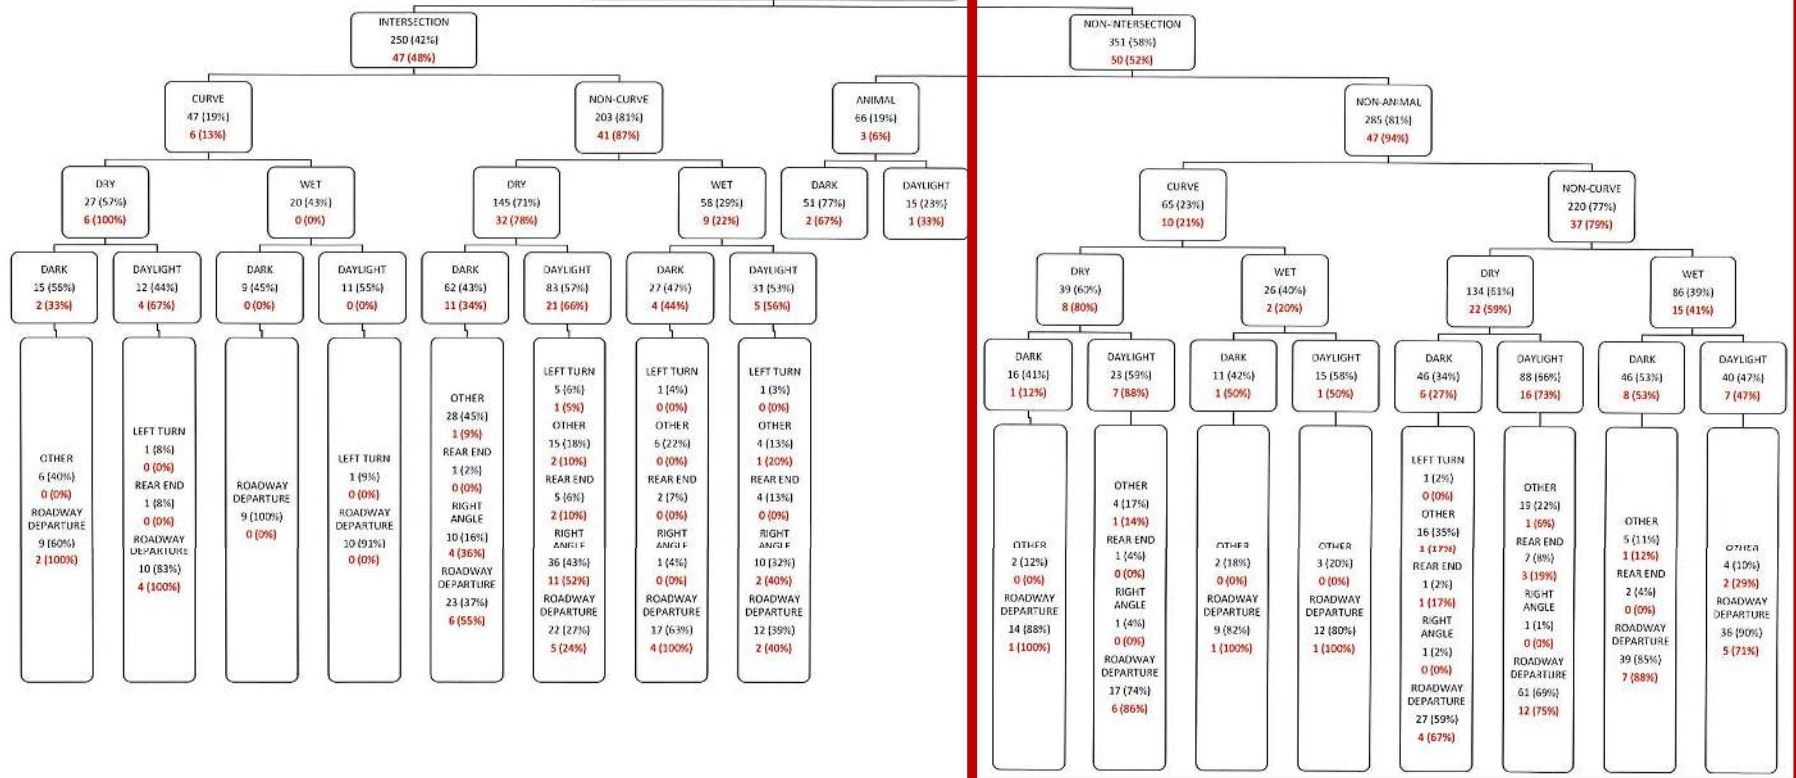 INTERSECTION
250 (42%)
47 (48%)
NON-INTERSECTION
351 (58%)
50 (52%)
CURVE
47 (19%)
6 (13%)
NON-CURVE
203 (81%)
41 (87%)
ANIMAL
66 (19%)
3 (6%)
NON-ANIMAL
285 (81%)
47 (94%)
DRY
27 (57%)
6 (100%)
WET
20 (43%)
0 (0%)
DRY
145 (71%)
32 (78%)
WET
58 (29%)
9 (22%)
DARK
51 (77%)
2 (67%)
DAYLIGHT
15 (23%)
1 (33%)
CURVE
65 (23%)
10 (21%)
NON-CURVE
220 (77%)
37 (79%)
DARK
15 (56%)
2 (33%)
DAYLIGHT
12 (44%)
4 (67%)
DARK
9 (45%)
0 (0%)
DAYLIGHT
11 (55%)
0 (0%)
DARK
62 (43%)
11 (34%)
DAYLIGHT
83 (57%)
21 (66%)
DARK
27 (47%)
4 (44%)
DAYLIGHT
31 (53%)
5 (56%)
DRY
39 (60%)
8 (80%)
WET
26 (40%)
2 (20%)
DRY
134 (61%)
22 (59%)
WET
86 (39%)
15 (41%)
DARK
16 (41%)
1 (12%)
DAYLIGHT
23 (59%)
7 (88%)
DARK
11 (42%)
1 (50%)
DAYLIGHT
15 (58%)
1 (50%)
DARK
46 (34%)
6 (27%)
DAYLIGHT
88 (66%)
16 (73%)
DARK
46 (53%)
8 (53%)
DAYLIGHT
40 (47%)
7 (47%)
OTHER
6 (40%)
0 (0%)
ROADWAY
DEPARTURE
9 (60%)
2 (100%)
LEFT TURN
1 (8%)
0 (0%)
REAR END
1 (8%)
0 (0%)
ROADWAY
DEPARTURE
10 (83%)
4 (100%)
ROADWAY
DEPARTURE
9 (100%)
0 (0%)
LEFT TURN
1 (9%)
0 (0%)
ROADWAY
DEPARTURE
10 (91%)
0 (0%)
OTHER
28 (45%)
1 (9%)
REAR END
1 (2%)
0 (0%)
RIGHT
ANGLE
10 (16%)
4 (36%)
ROADWAY
DEPARTURE
23 (37%)
6 (55%)
LEFT TURN
5 (6%)
1 (5%)
OTHER
15 (18%)
2 (10%)
REAR END
5 (6%)
2 (10%)
RIGHT
ANGLE
36 (43%)
11 (52%)
ROADWAY
DEPARTURE
22 (27%)
5 (24%)
LEFT TURN
1 (4%)
0 (0%)
OTHER
6 (22%)
0 (0%)
REAR END
2 (7%)
0 (0%)
RIGHT
ANGLE
1 (4%)
0 (0%)
ROADWAY
DEPARTURE
17 (63%)
4 (100%)
LEFT TURN
1 (3%)
0 (0%)
OTHER
4 (13%)
1 (20%)
REAR END
4 (13%)
0 (0%)
RIGHT
ANGLE
10 (32%)
2 (40%)
ROADWAY
DEPARTURE
12 (39%)
2 (40%)
OTHER
2 (12%)
0 (0%)
ROADWAY
DEPARTURE
14 (88%)
1 (100%)
OTHER
4 (17%)
1 (14%)
REAR END
1 (4%)
0 (0%)
RIGHT
ANGLE
1 (4%)
0 (0%)
ROADWAY
DEPARTURE
17 (74%)
6 (86%)
OTHER
2 (18%)
0 (0%)
ROADWAY
DEPARTURE
9 (82%)
1 (100%)
OTHER
3 (20%)
0 (0%)
ROADWAY
DEPARTURE
12 (80%)
1 (100%)
LEFT TURN
1 (2%)
0 (0%)
OTHER
16 (35%)
1 (17%)
REAR END
1 (2%)
1 (17%)
RIGHT
ANGLE
1 (2%)
0 (0%)
ROADWAY
DEPARTURE
27 (59%)
4 (67%)
OTHER
19 (22%)
1 (6%)
REAR END
7 (8%)
3 (19%)
RIGHT
ANGLE
1 (1%)
0 (0%)
ROADWAY
DEPARTURE
61 (69%)
12 (75%)
OTHER
5 (11%)
1 (12%)
REAR END
2 (4%)
0 (0%)
ROADWAY
DEPARTURE
39 (85%)
7 (88%)
OTHER
4 (10%)
2 (29%)
ROADWAY
DEPARTURE
36 (90%)
5 (71%)